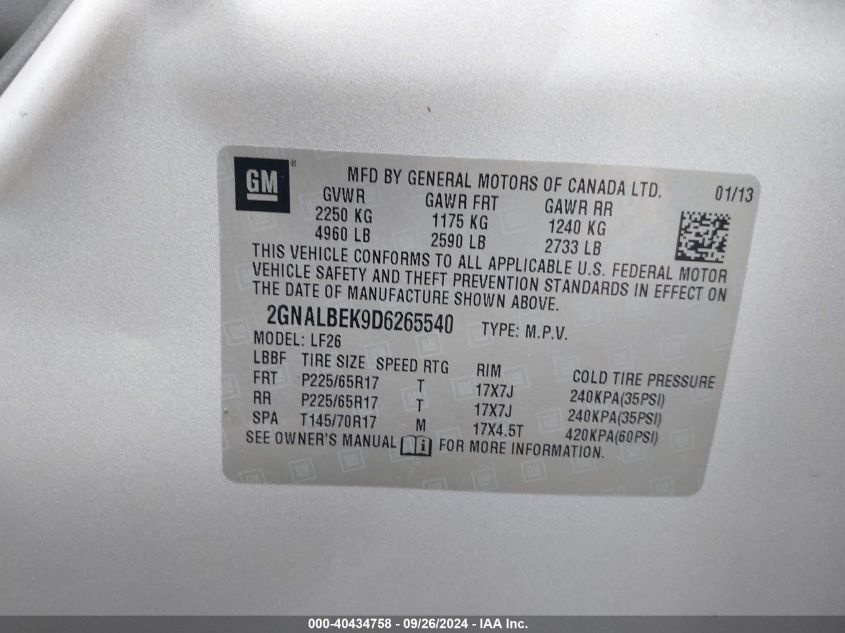 GM
MFD BY GENERAL MOTORS OF CANADA LTD. 01/13
GVWR GAWR FRT GAWR RR
2250 KG 1175 KG 1240 KG
4960 LB 2590 LB 2733 LB
THIS VEHICLE CONFORMS TO ALL APPLICABLE U.S. FEDERAL MOTOR
VEHICLE SAFETY AND THEFT PREVENTION STANDARDS IN EFFECT ON
THE DATE OF MANUFACTURE SHOWN ABOVE.
2GNALBEK9D6265540 TYPE: M.P.V.
MODEL: LF26
LBBF TIRE SIZE SPEED RTG RIM COLD TIRE PRESSURE
FRT P225/65R17 T 17X7J 240KPA(35PSI)
RR P225/65R17 T 17X7J 240KPA(35PSI)
SPA T145/70R17 M 17X4.5T 420KPA(60PSI)
SEE OWNER'S MANUAL FOR MORE INFORMATION.
000-40434758 - 09/26/2024 - IAA Inc.